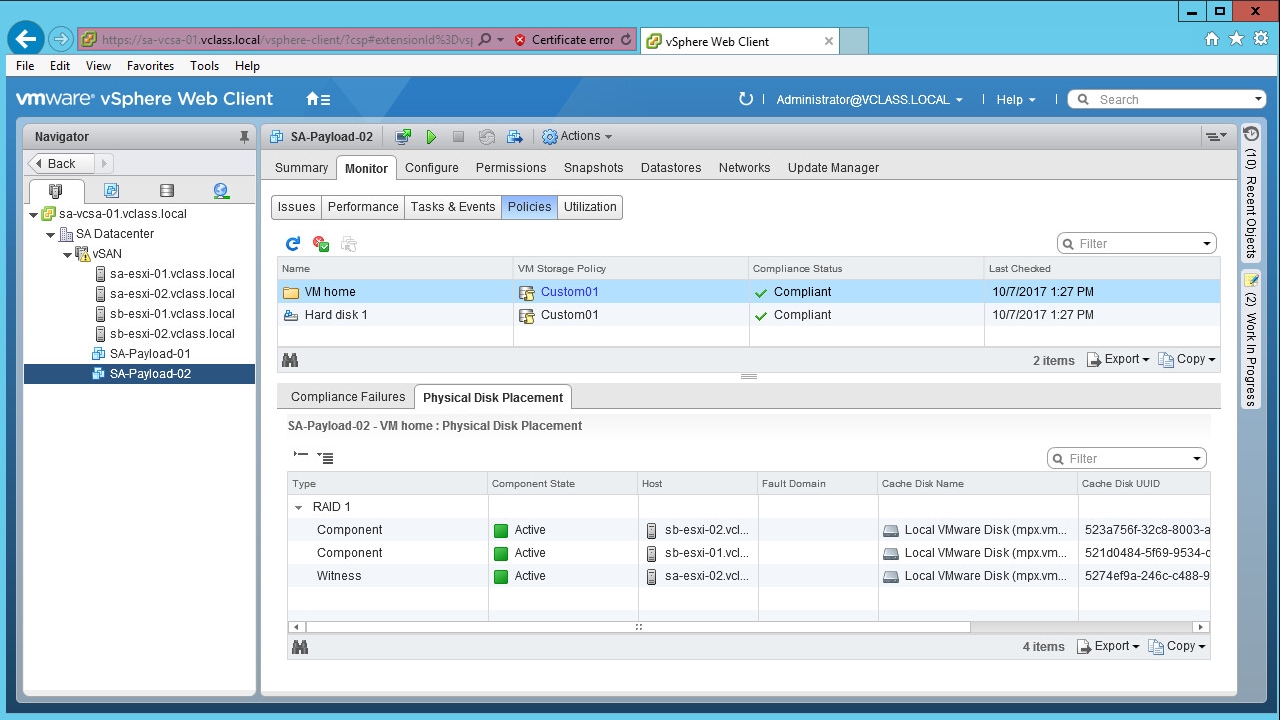 https://sa-vcsa-01.vclass.local/vsphere-client/?csp#extensionId%3Dvsp Certificate error vSphere Web Client
File Edit View Favorites Tools Help
vmware® vSphere Web Client Administrator@VCLASS.LOCAL Help Search
Navigator
Back
sa-vcsa-01.vclass.local
SA Datacenter
vSAN
sa-esxi-01.vclass.local
sa-esxi-02.vclass.local
sb-esxi-01.vclass.local
sb-esxi-02.vclass.local
SA-Payload-01
SA-Payload-02
SA-Payload-02 Actions
Summary Monitor Configure Permissions Snapshots Datastores Networks Update Manager
Issues Performance Tasks & Events Policies Utilization
Filter
Name VM Storage Policy Compliance Status Last Checked
VM home Custom01 Compliant 10/7/2017 1:27 PM
Hard disk 1 Custom01 Compliant 10/7/2017 1:27 PM
2 items Export Copy
Compliance Failures Physical Disk Placement
SA-Payload-02 - VM home : Physical Disk Placement
Filter
Type Component State Host Fault Domain Cache Disk Name Cache Disk UUID
RAID 1
Component Active sb-esxi-02.vcl... Local VMware Disk (mpx.vm... 523a756f-32c8-8003-a
Component Active sb-esxi-01.vcl... Local VMware Disk (mpx.vm... 521d0484-5f69-9534-c
Witness Active sa-esxi-02.vcl... Local VMware Disk (mpx.vm... 5274ef9a-246c-c488-9
4 items Export Copy
(10) Recent Objects
(2) Work In Progress